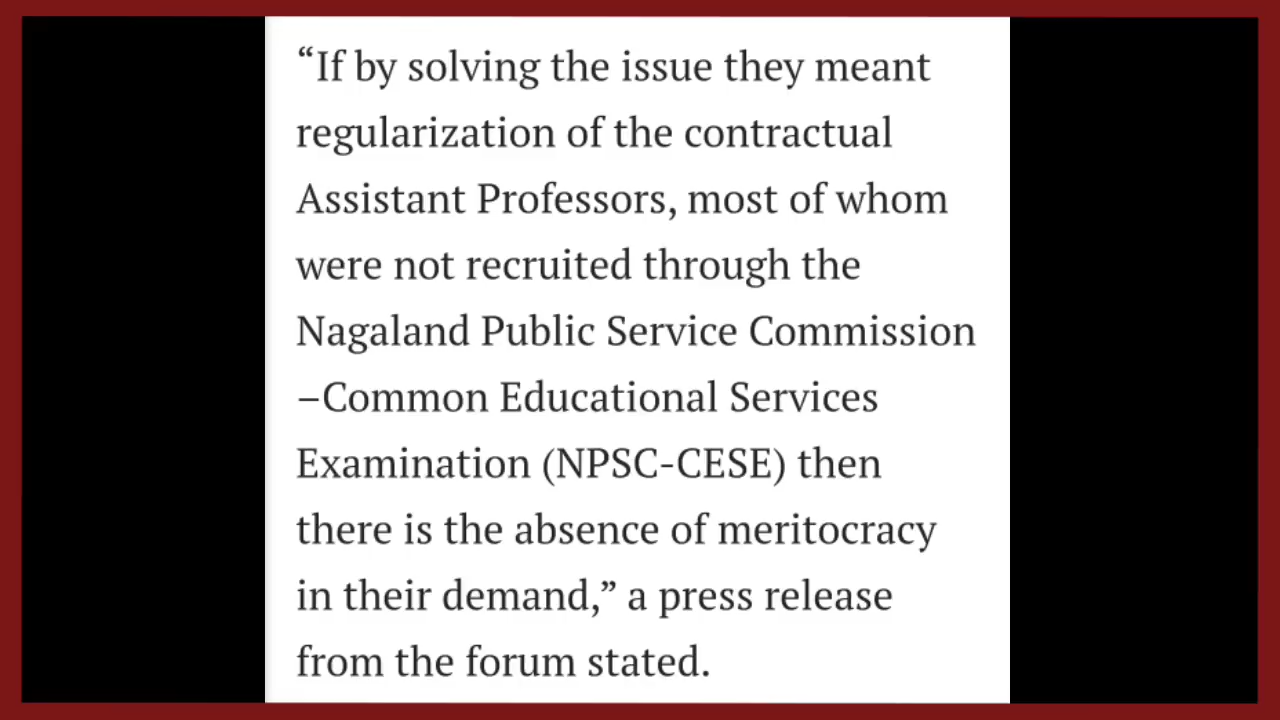 “If by solving the issue they meant
regularization of the contractual
Assistant Professors, most of whom
were not recruited through the
Nagaland Public Service Commission
–Common Educational Services
Examination (NPSC-CESE) then
there is the absence of meritocracy
in their demand,” a press release
from the forum stated.